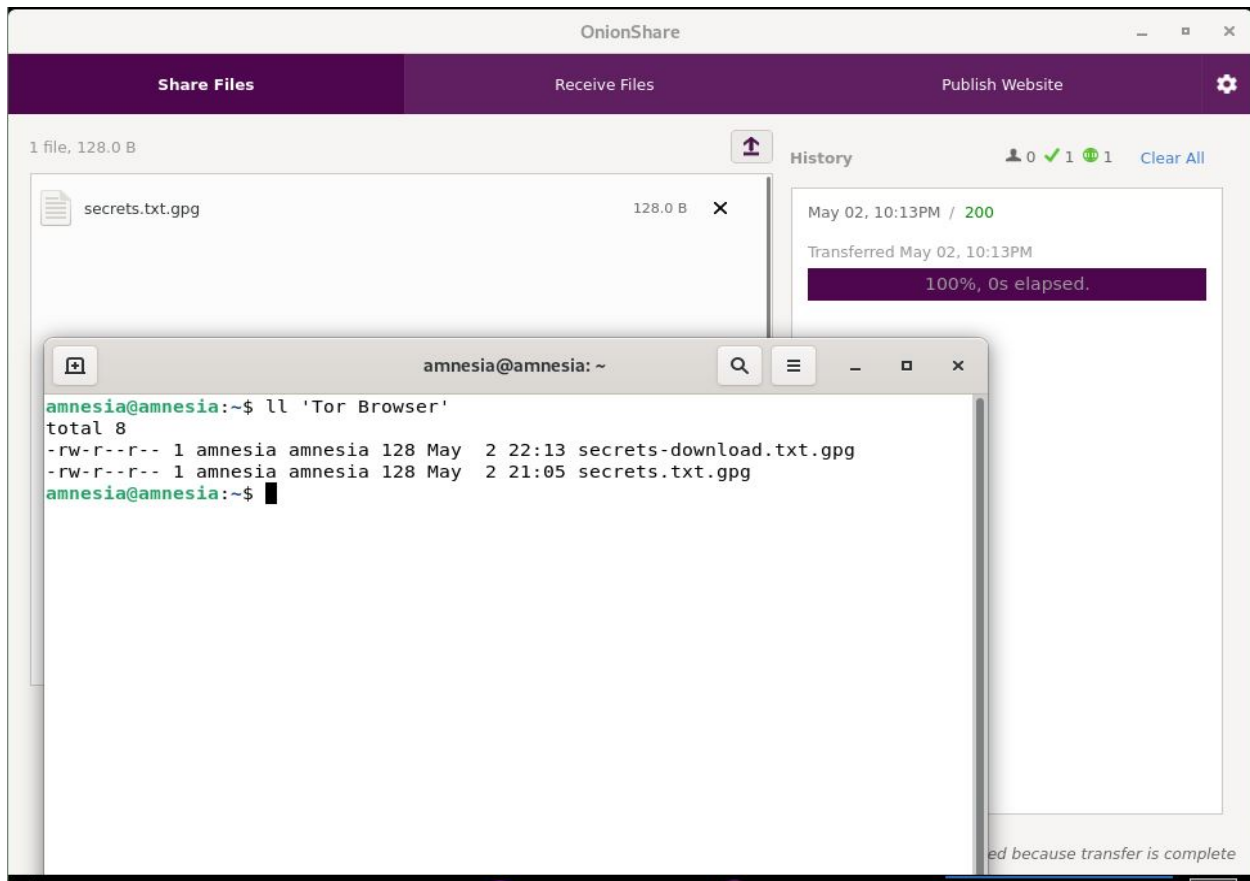 OnionShare
Share Files Receive Files Publish Website
1 file, 128.0 B
History 0 1 1 Clear All
secrets.txt.gpg 128.0 B
May 02, 10:13PM / 200
Transferred May 02, 10:13PM
100%, 0s elapsed.
amnesia@amnesia: ~
amnesia@amnesia:~$ ll 'Tor Browser'
total 8
-rw-r--r-- 1 amnesia amnesia 128 May  2 22:13 secrets-download.txt.gpg
-rw-r--r-- 1 amnesia amnesia 128 May  2 21:05 secrets.txt.gpg
amnesia@amnesia:~$
because transfer is complete